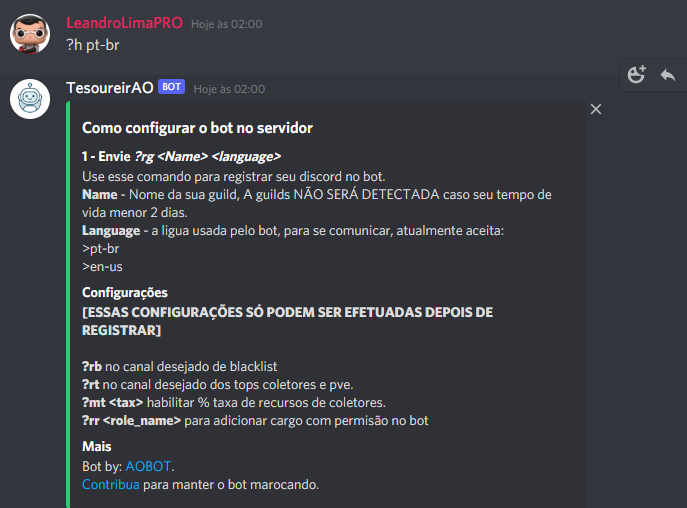 LeandroLimaPRO Hoje às 02:00
?h pt-br
TesoureirAO BOT Hoje às 02:00
Como configurar o bot no servidor
1 - Envie ?rg <Name> <language>
Use esse comando para registrar seu discord no bot.
Name - Nome da sua guild, A guilds NÃO SERÁ DETECTADA caso seu tempo de
vida menor 2 dias.
Language - a ligua usada pelo bot, para se comunicar, atualmente aceita:
>pt-br
>en-us
Configurações
[ESSAS CONFIGURAÇÕES SÓ PODEM SER EFETUADAS DEPOIS DE
REGISTRAR]
?rb no canal desejado de blacklist
?rt no canal desejado dos tops coletores e pve.
?mt <tax> habilitar % taxa de recursos de coletores.
?rr <role_name> para adicionar cargo com permisão no bot
Mais
Bot by: AOBOT.
Contribua para manter o bot marocando.